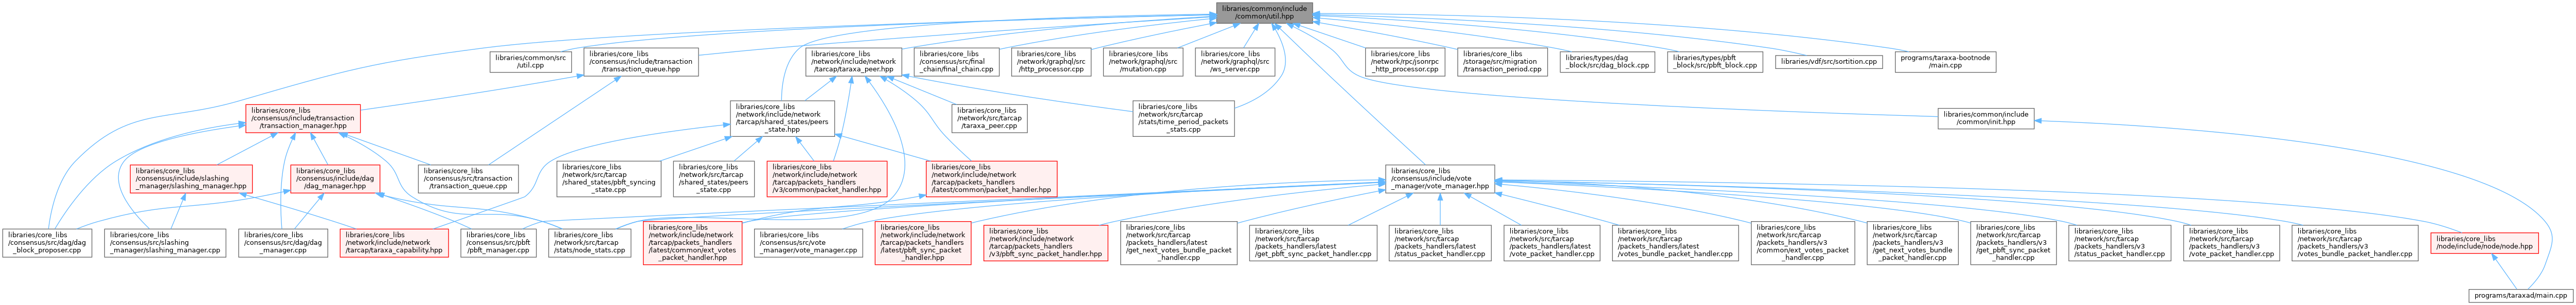 libraries/common/include
/common/util.hpp
libraries/common/src
/util.cpp
libraries/core_libs
/consensus/include/transaction
/transaction_queue.hpp
libraries/core_libs
/network/include/network
/tarcap/taraxa_peer.hpp
libraries/core_libs
/consensus/src/final
_chain/final_chain.cpp
libraries/core_libs
/network/graphql/src
/http_processor.cpp
libraries/core_libs
/network/graphql/src
/mutation.cpp
libraries/core_libs
/network/graphql/src
/ws_server.cpp
libraries/core_libs
/network/rpc/jsonrpc
_http_processor.cpp
libraries/core_libs
/storage/src/migration
/transaction_period.cpp
libraries/types/dag
_block/src/dag_block.cpp
libraries/types/pbft
_block/src/pbft_block.cpp
libraries/vdf/src/sortition.cpp
programs/taraxa-bootnode
/main.cpp
libraries/core_libs
/consensus/include/transaction
/transaction_manager.hpp
libraries/core_libs
/network/include/network
/tarcap/shared_states/peers
_state.hpp
libraries/core_libs
/network/src/tarcap
/taraxa_peer.cpp
libraries/core_libs
/network/src/tarcap
/stats/time_period_packets
_stats.cpp
libraries/common/include
/common/init.hpp
libraries/core_libs
/consensus/include/slashing
_manager/slashing_manager.hpp
libraries/core_libs
/consensus/include/dag
/dag_manager.hpp
libraries/core_libs
/consensus/src/transaction
/transaction_queue.cpp
libraries/core_libs
/network/src/tarcap
/shared_states/pbft_syncing
_state.cpp
libraries/core_libs
/network/src/tarcap
/shared_states/peers
_state.cpp
libraries/core_libs
/network/include/network
/tarcap/packets_handlers
/v3/common/packet_handler.hpp
libraries/core_libs
/network/include/network
/tarcap/packets_handlers
/latest/common/packet_handler.hpp
libraries/core_libs
/consensus/include/vote
_manager/vote_manager.hpp
libraries/core_libs
/consensus/src/dag/dag
_block_proposer.cpp
libraries/core_libs
/consensus/src/slashing
_manager/slashing_manager.cpp
libraries/core_libs
/consensus/src/dag/dag
_manager.cpp
libraries/core_libs
/network/include/network
/tarcap/taraxa_capability.hpp
libraries/core_libs
/consensus/src/pbft
/pbft_manager.cpp
libraries/core_libs
/network/src/tarcap
/stats/node_stats.cpp
libraries/core_libs
/network/include/network
/tarcap/packets_handlers
/latest/common/ext_votes
_packet_handler.hpp
libraries/core_libs
/consensus/src/vote
_manager/vote_manager.cpp
libraries/core_libs
/network/include/network
/tarcap/packets_handlers
/latest/pbft_sync_packet
_handler.hpp
libraries/core_libs
/network/include/network
/tarcap/packets_handlers
/v3/pbft_sync_packet_handler.hpp
libraries/core_libs
/network/src/tarcap
/packets_handlers/latest
/get_next_votes_bundle_packet
_handler.cpp
libraries/core_libs
/network/src/tarcap
/packets_handlers/latest
/get_pbft_sync_packet_handler.cpp
libraries/core_libs
/network/src/tarcap
/packets_handlers/latest
/status_packet_handler.cpp
libraries/core_libs
/network/src/tarcap
/packets_handlers/latest
/vote_packet_handler.cpp
libraries/core_libs
/network/src/tarcap
/packets_handlers/latest
/votes_bundle_packet_handler.cpp
libraries/core_libs
/network/src/tarcap
/packets_handlers/v3
/common/ext_votes_packet
_handler.cpp
libraries/core_libs
/network/src/tarcap
/packets_handlers/v3
/get_next_votes_bundle
_packet_handler.cpp
libraries/core_libs
/network/src/tarcap
/packets_handlers/v3
/get_pbft_sync_packet
_handler.cpp
libraries/core_libs
/network/src/tarcap
/packets_handlers/v3
/status_packet_handler.cpp
libraries/core_libs
/network/src/tarcap
/packets_handlers/v3
/vote_packet_handler.cpp
libraries/core_libs
/network/src/tarcap
/packets_handlers/v3
/votes_bundle_packet_handler.cpp
libraries/core_libs
/node/include/node/node.hpp
programs/taraxad/main.cpp